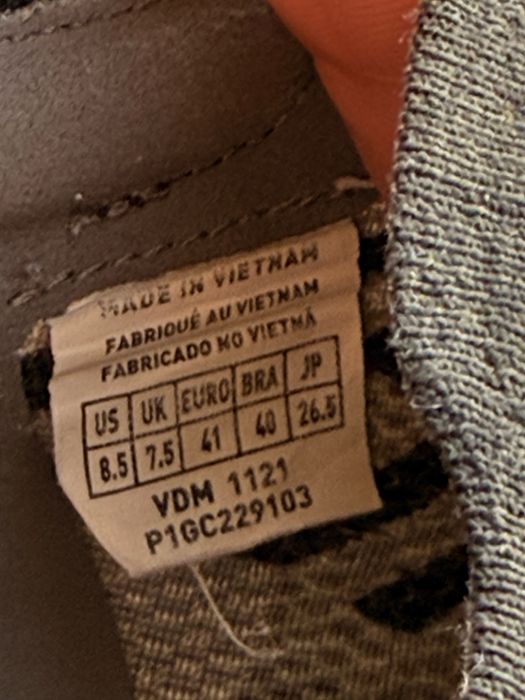 MADE IN VIETNAM
FABRIQUÉ AU VIETNAM
FABRICADO NO VIETNÃ
US UK EURO BRA JP
8.5 7.5 41 40 26.5
VDM 1121
P1GC229103